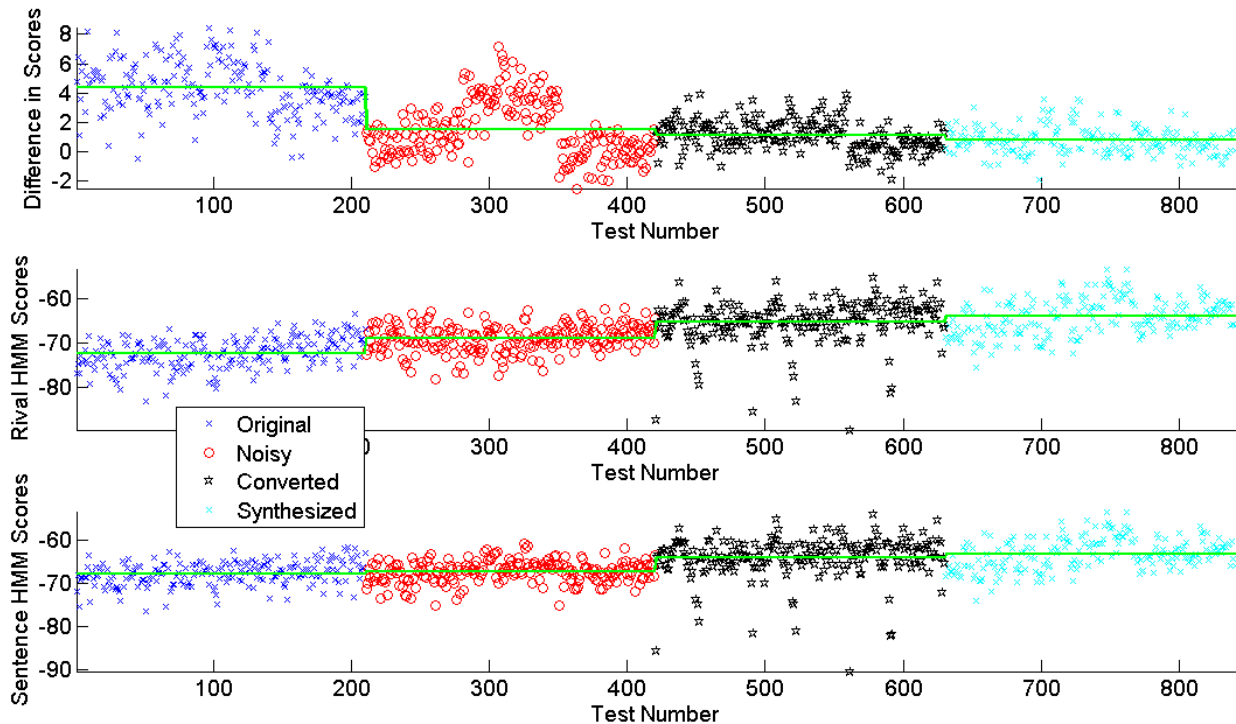 Difference in Scores
8
6
4
2
0
-2
100 200 300 400 500 600 700 800
Test Number
Rival HMM Scores
-60
-70
-80
100 200 300 400 500 600 700 800
Test Number
Original
Noisy
Converted
Synthesized
Sentence HMM Scores
-60
-70
-80
-90
100 200 300 400 500 600 700 800
Test Number